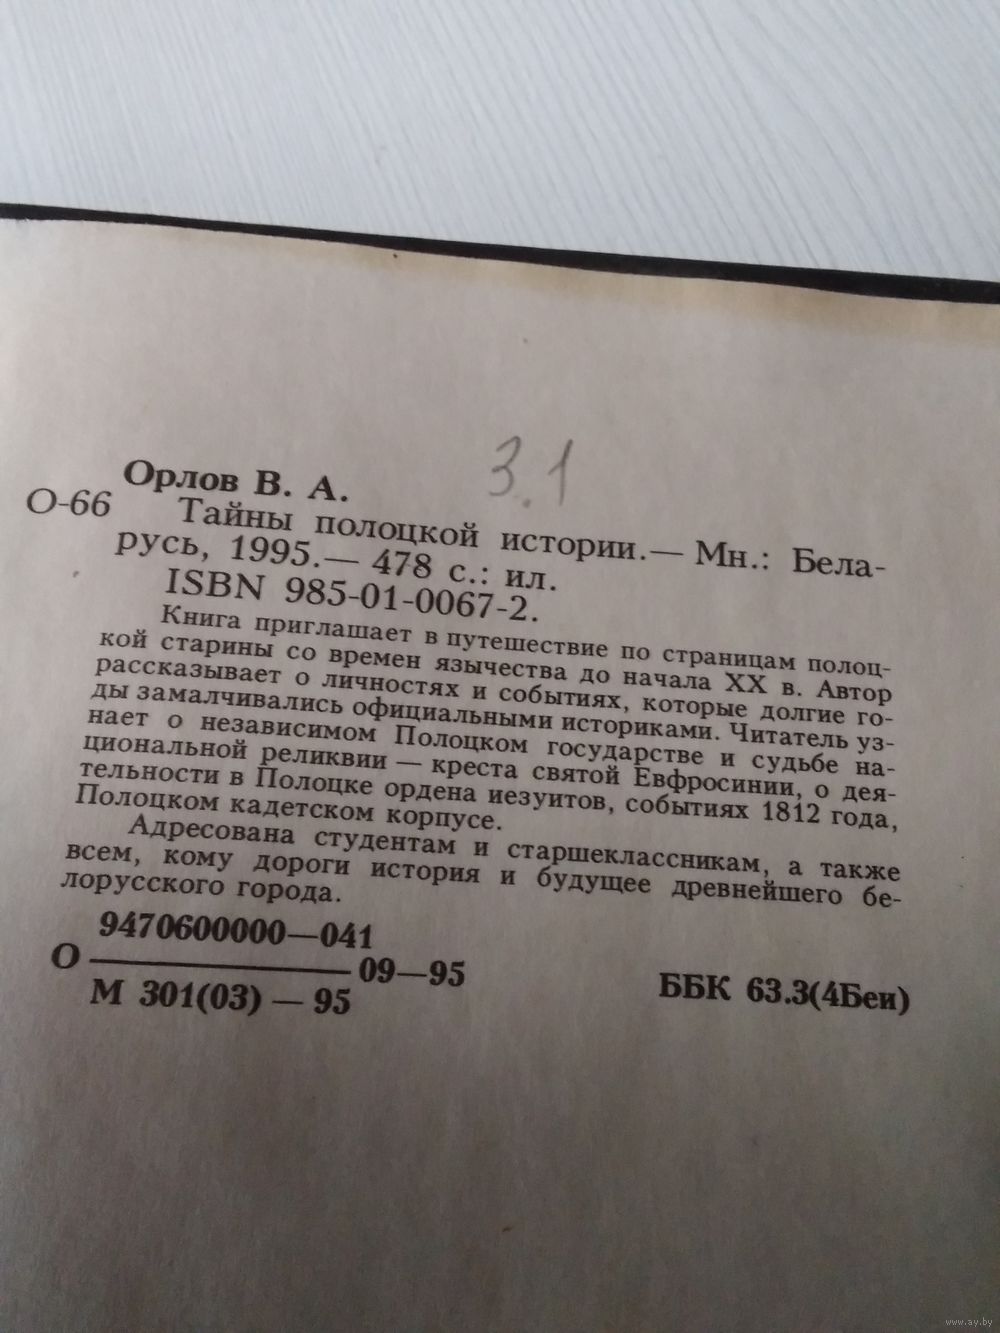 3.1
Орлов В. А.
О-66 Тайны полоцкой истории.— Мн.: Бела-
русь, 1995.— 478 с.: ил.
ISBN 985-01-0067-2.
Книга приглашает в путешествие по страницам полоц-
кой старины со времен язычества до начала XX в. Автор
рассказывает о личностях и событиях, которые долгие го-
ды замалчивались официальными историками. Читатель уз-
нает о независимом Полоцком государстве и судьбе на-
циональной реликвии — креста святой Евфросинии, о дея-
тельности в Полоцке ордена иезуитов, событиях 1812 года,
Полоцком кадетском корпусе.
Адресована студентам и старшеклассникам, а также
всем, кому дороги история и будущее древнейшего бе-
лорусского города.
9470600000—041
О 09—95
М 301(03) — 95
ББК 63.3(4Беи)
www.ay.by